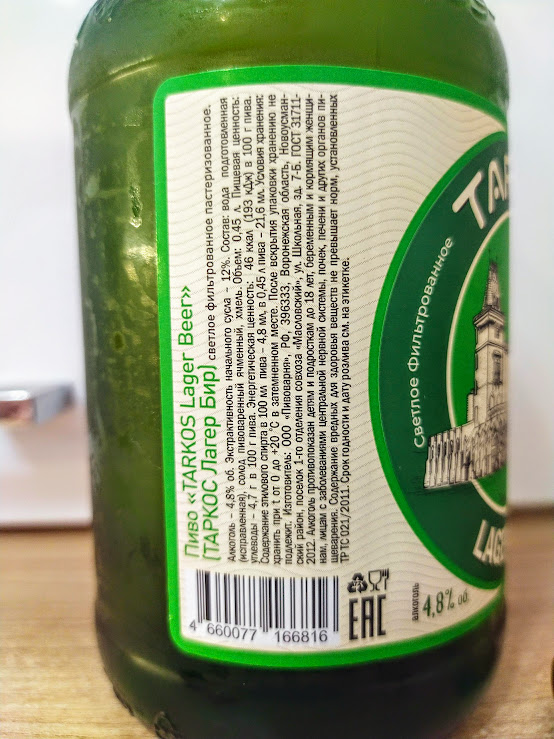 Пиво «TARKOS Lager Beer»
(ТАРКОС Лагер Бир) светлое фильтрованное пастеризованное.
Алкоголь – 4,8% об. Экстрактивность начального сусла – 12%. Состав: вода подготовленная
(исправленная), солод пивоваренный ячменный, хмель. Объем: 0,45 л. Пищевая ценность:
углеводы – 4,7 г в 100 г пива. Энергетическая ценность: 46 ккал (193 кДж) в 100 г пива.
Содержание этилового спирта в 100 мл пива – 4,8 мл, в 0,45 л пива – 21,6 мл. Условия хранения:
хранить при t от 0 до +20 °С в затемненном месте. После вскрытия упаковки хранению не
подлежит. Изготовитель: ООО «Пивоварня», РФ, 396333, Воронежская область, Новоусман-
ский район, поселок 1-го отделения совхоза «Масловский», ул. Школьная, зд. 7-Б. ГОСТ 31711-
2012. Алкоголь противопоказан детям и подросткам до 18 лет, беременным и кормящим женщи-
нам, лицам с заболеваниями центральной нервной системы, почек, печени и других органов пи-
щеварения. Содержание вредных для здоровья веществ не превышает норм, установленных
ТР ТС 021/2011. Срок годности и дату розлива см. на этикетке.
4 660077 166816
EAC
Светлое Фильтрованное
алкоголь
4,8% об.